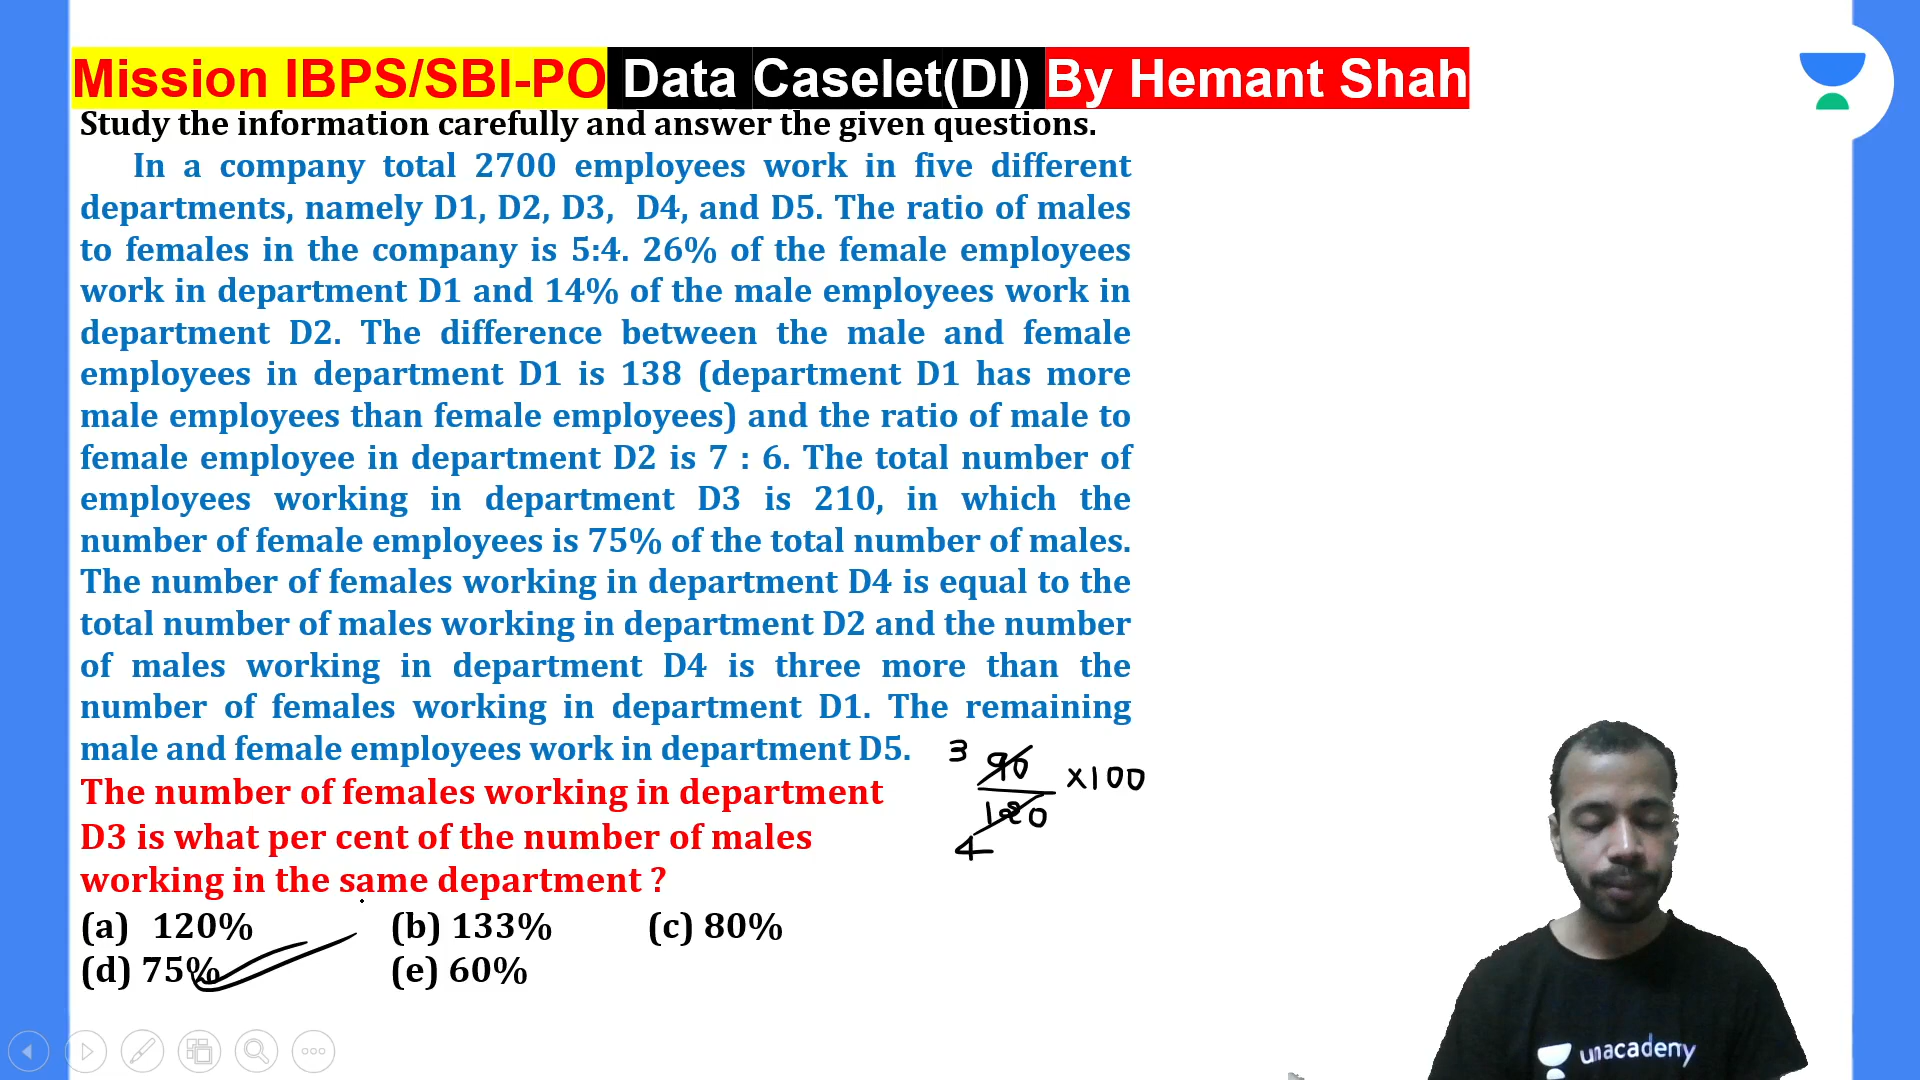 Mission IBPS/SBI-PO Data Caselet(DI) By Hemant Shah
Study the information carefully and answer the given questions.
In a company total 2700 employees work in five different
departments, namely D1, D2, D3, D4, and D5. The ratio of males
to females in the company is 5:4. 26% of the female employees
work in department D1 and 14% of the male employees work in
department D2. The difference between the male and female
employees in department D1 is 138 (department D1 has more
male employees than female employees) and the ratio of male to
female employee in department D2 is 7 : 6. The total number of
employees working in department D3 is 210, in which the
number of female employees is 75% of the total number of males.
The number of females working in department D4 is equal to the
total number of males working in department D2 and the number
of males working in department D4 is three more than the
number of females working in department D1. The remaining
male and female employees work in department D5.
The number of females working in department
D3 is what per cent of the number of males
working in the same department ?
3 90 ×100
120
4
(a) 120% (b) 133% (c) 80%
(d) 75% (e) 60%
unacademy